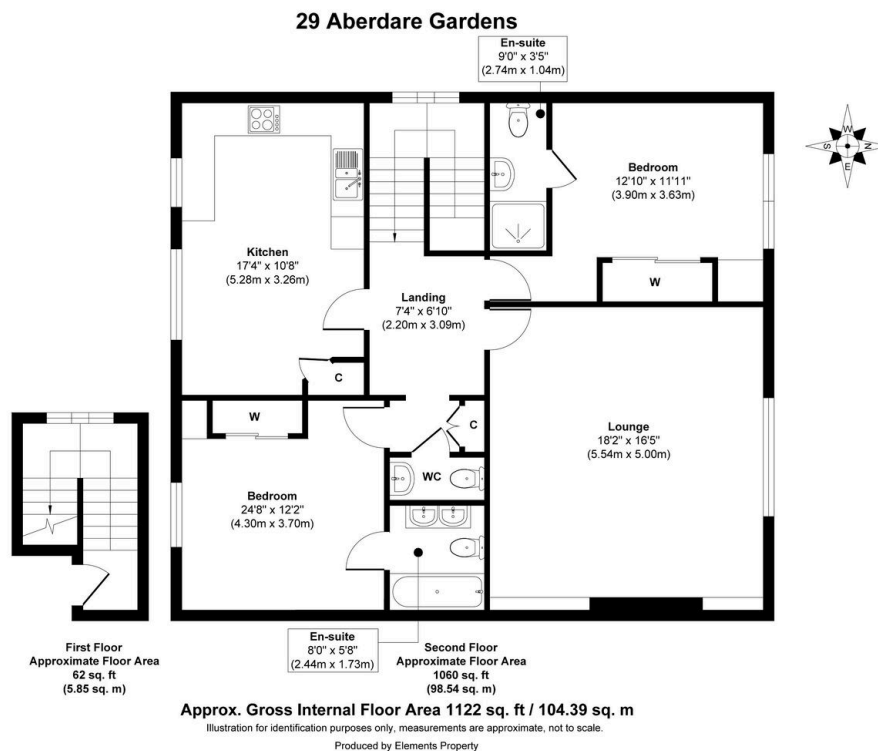 29 Aberdare Gardens
En-suite
9'0" x 3'5"
(2.74m x 1.04m)
W
S
N
E
Bedroom
12'10" x 11'11"
(3.90m x 3.63m)
W
Kitchen
17'4" x 10'8"
(5.28m x 3.26m)
Landing
7'4" x 6'10"
(2.20m x 3.09m)
C
W
C
Lounge
18'2" x 16'5"
(5.54m x 5.00m)
WC
Bedroom
24'8" x 12'2"
(4.30m x 3.70m)
En-suite
8'0" x 5'8"
(2.44m x 1.73m)
First Floor
Approximate Floor Area
62 sq. ft
(5.85 sq. m)
Second Floor
Approximate Floor Area
1060 sq. ft
(98.54 sq. m)
Approx. Gross Internal Floor Area 1122 sq. ft / 104.39 sq. m
Illustration for identification purposes only, measurements are approximate, not to scale.
Produced by Elements Property